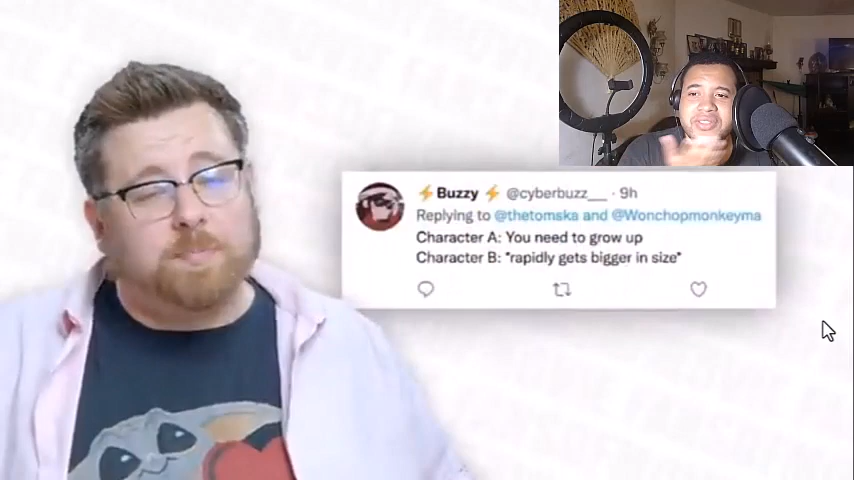 ⚡Buzzy ⚡ @cyberbuzz__ · 9h
Replying to @thetomska and @Wonchopmonkeyma
Character A: You need to grow up
Character B: *rapidly gets bigger in size*